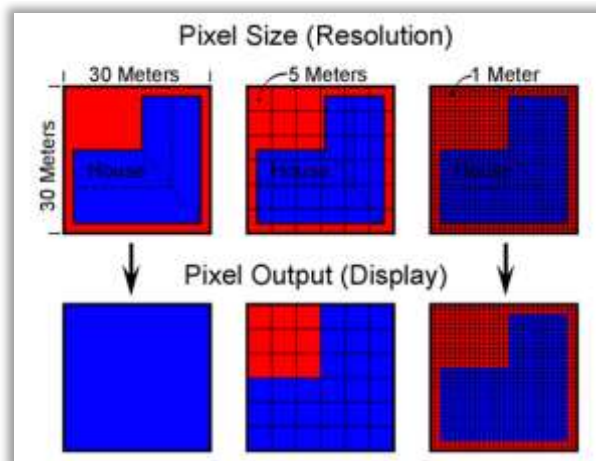 Pixel Size (Resolution)
30 Meters 5 Meters 1 Meter
30 Meters
House House House
Pixel Output (Display)